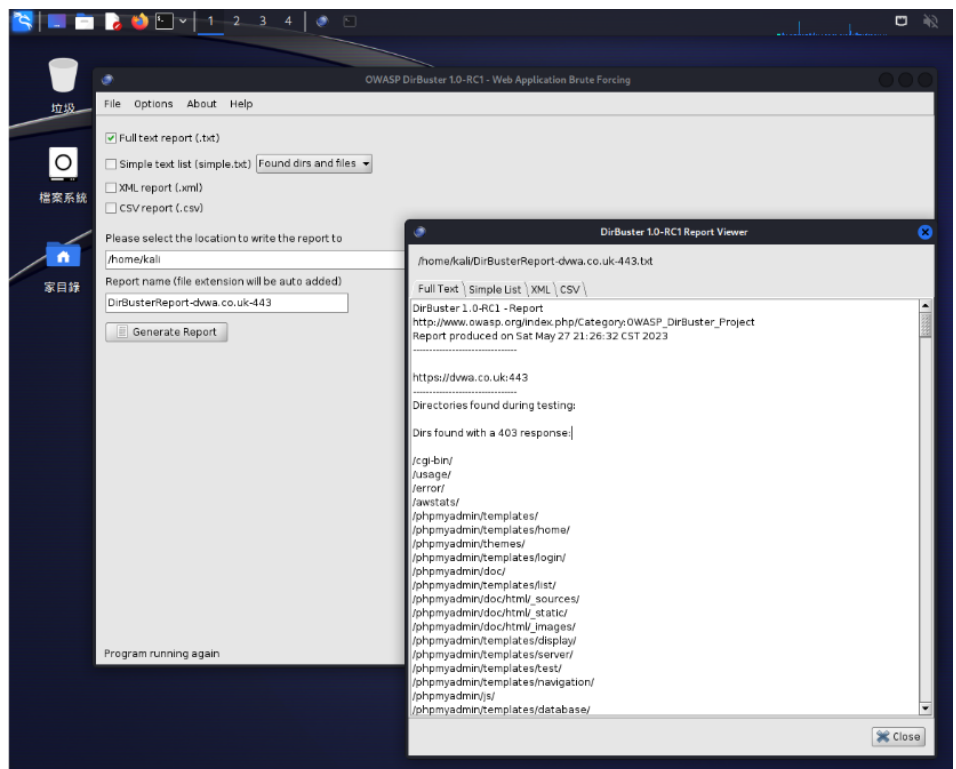 1 2 3 4
垃圾
檔案系統
家目錄
OWASP DirBuster 1.0-RC1 - Web Application Brute Forcing
File Options About Help
Full text report (.txt)
Simple text list (simple.txt) Found dirs and files
XML report (.xml)
CSV report (.csv)
Please select the location to write the report to
/home/kali
Report name (file extension will be auto added)
DirBusterReport-dvwa.co.uk-443
Generate Report
Program running again
DirBuster 1.0-RC1 Report Viewer
/home/kali/DirBusterReport-dvwa.co.uk-443.txt
Full Text \ Simple List \ XML \ CSV \
DirBuster 1.0-RC1 - Report
http://www.owasp.org/index.php/Category:OWASP_DirBuster_Project
Report produced on Sat May 27 21:26:32 CST 2023
--------------------------------
https://dvwa.co.uk:443
--------------------------------
Directories found during testing:
Dirs found with a 403 response:
/cgi-bin/
/usage/
/error/
/awstats/
/phpmyadmin/templates/
/phpmyadmin/templates/home/
/phpmyadmin/themes/
/phpmyadmin/templates/login/
/phpmyadmin/doc/
/phpmyadmin/templates/list/
/phpmyadmin/doc/html/_sources/
/phpmyadmin/doc/html/_static/
/phpmyadmin/doc/html/_images/
/phpmyadmin/templates/display/
/phpmyadmin/templates/server/
/phpmyadmin/templates/test/
/phpmyadmin/templates/navigation/
/phpmyadmin/js/
/phpmyadmin/templates/database/
Close